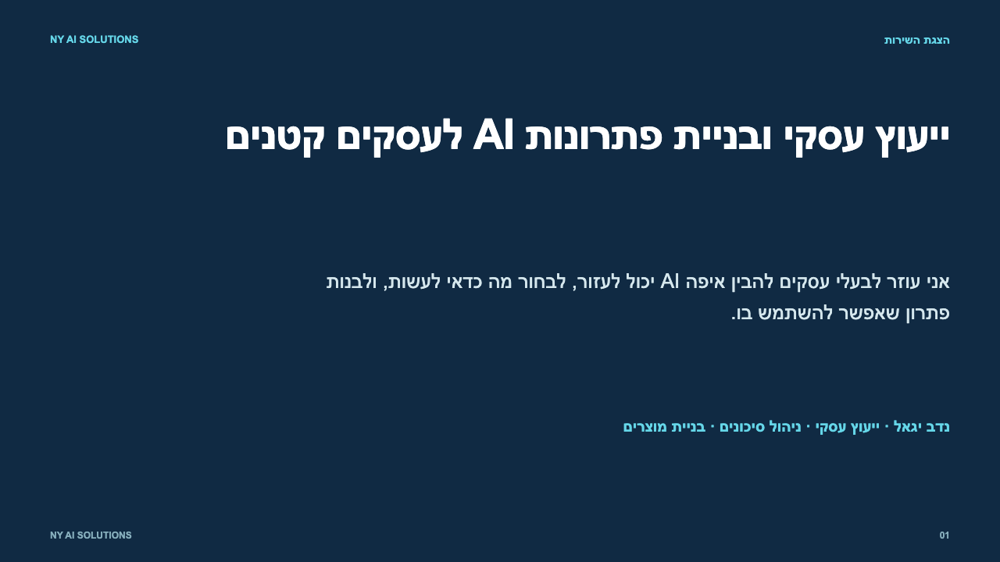 הצגת השירות
NY AI SOLUTIONS
ייעוץ עסקי ובניית פתרונות AI לעסקים קטנים
אני עוזר לבעלי עסקים להבין איפה AI יכול לעזור, לבחור מה כדאי לעשות, ולבנות
פתרון שאפשר להשתמש בו.
נדב יגאל · ייעוץ עסקי · ניהול סיכונים · בניית מוצרים
01
NY AI SOLUTIONS